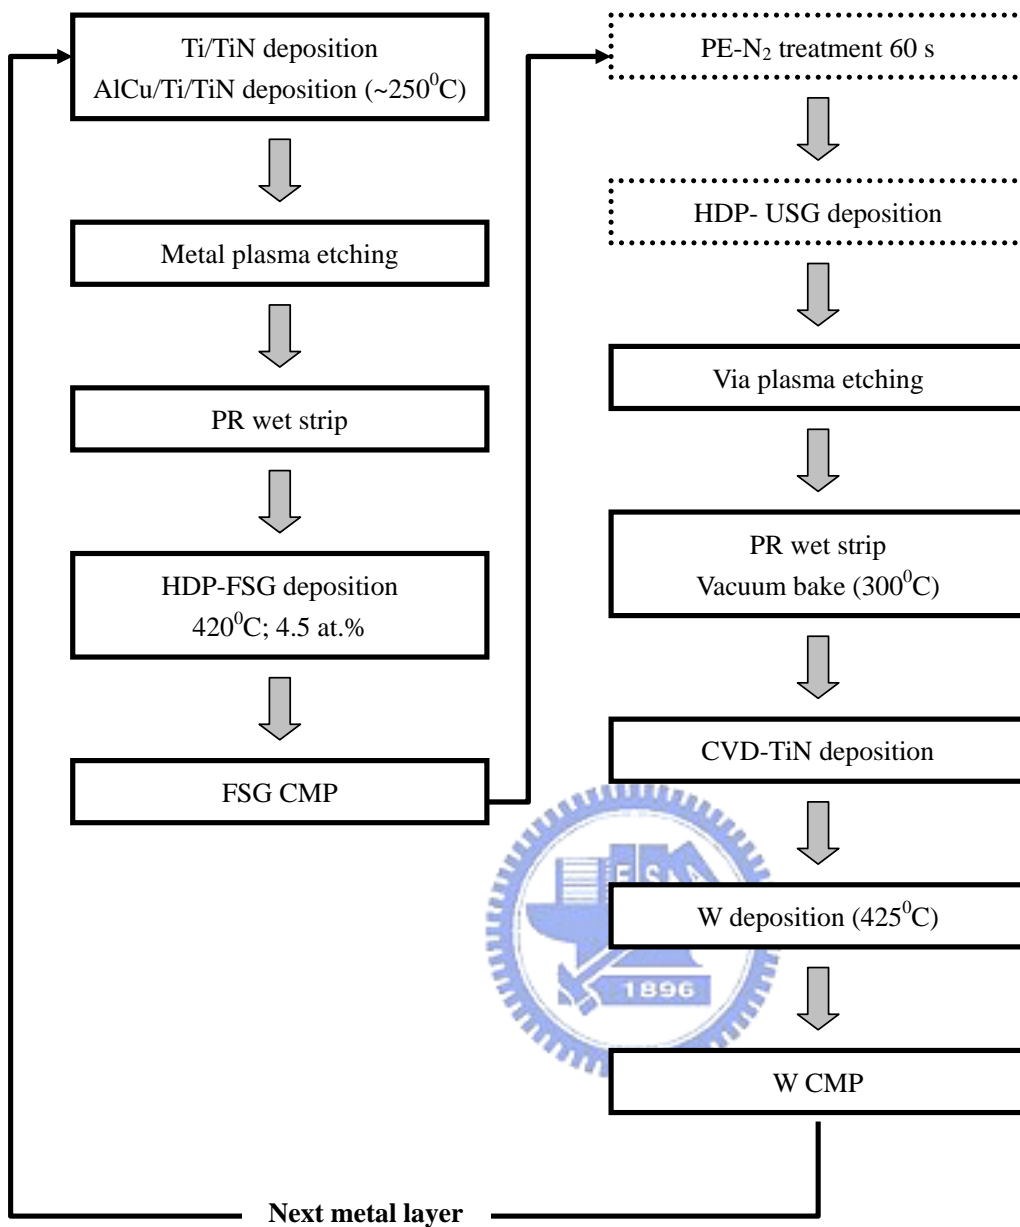 Ti/TiN deposition
AlCu/Ti/TiN deposition (~250⁰C)
Metal plasma etching
PR wet strip
HDP-FSG deposition
420⁰C; 4.5 at.%
FSG CMP
PE-N₂ treatment 60 s
HDP- USG deposition
Via plasma etching
PR wet strip
Vacuum bake (300⁰C)
CVD-TiN deposition
W deposition (425⁰C)
W CMP
Next metal layer
1896